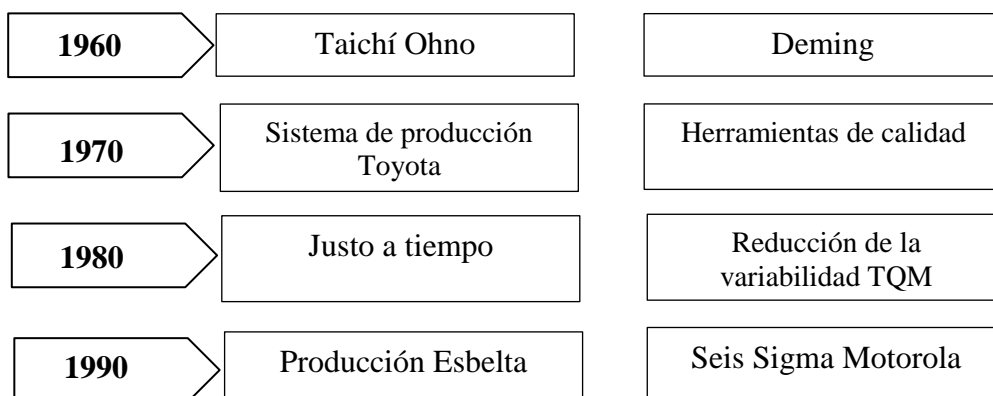 1960
Taichí Ohno
Deming
1970
Sistema de producción
Toyota
Herramientas de calidad
1980
Justo a tiempo
Reducción de la
variabilidad TQM
1990
Producción Esbelta
Seis Sigma Motorola